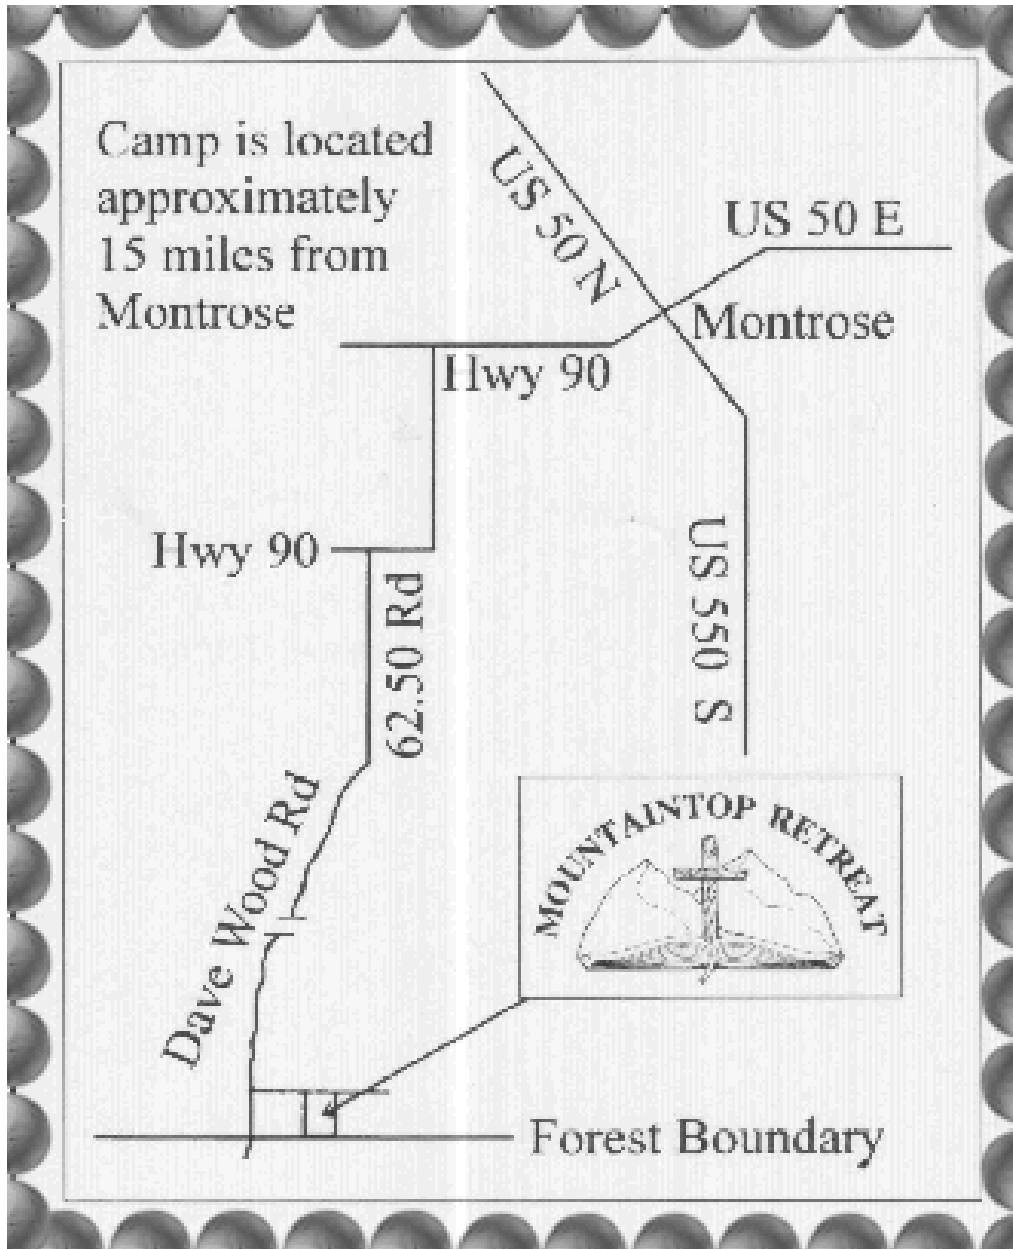 Camp is located
approximately
15 miles from
Montrose
US 50 N
US 50 E
Montrose
Hwy 90
Hwy 90
62.50 Rd
US 550 S
Dave Wood Rd
MOUNTAINTOP RETREAT
Forest Boundary